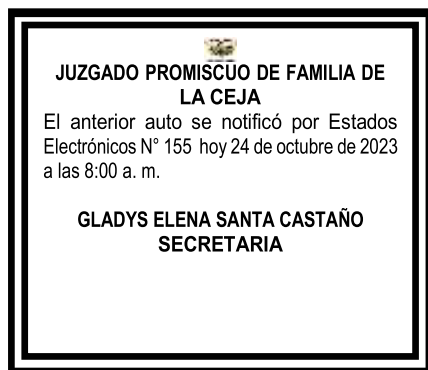 JUZGADO PROMISCUO DE FAMILIA DE
LA CEJA
El anterior auto se notificó por Estados
Electrónicos N° 155 hoy 24 de octubre de 2023
a las 8:00 a. m.
GLADYS ELENA SANTA CASTAÑO
SECRETARIA